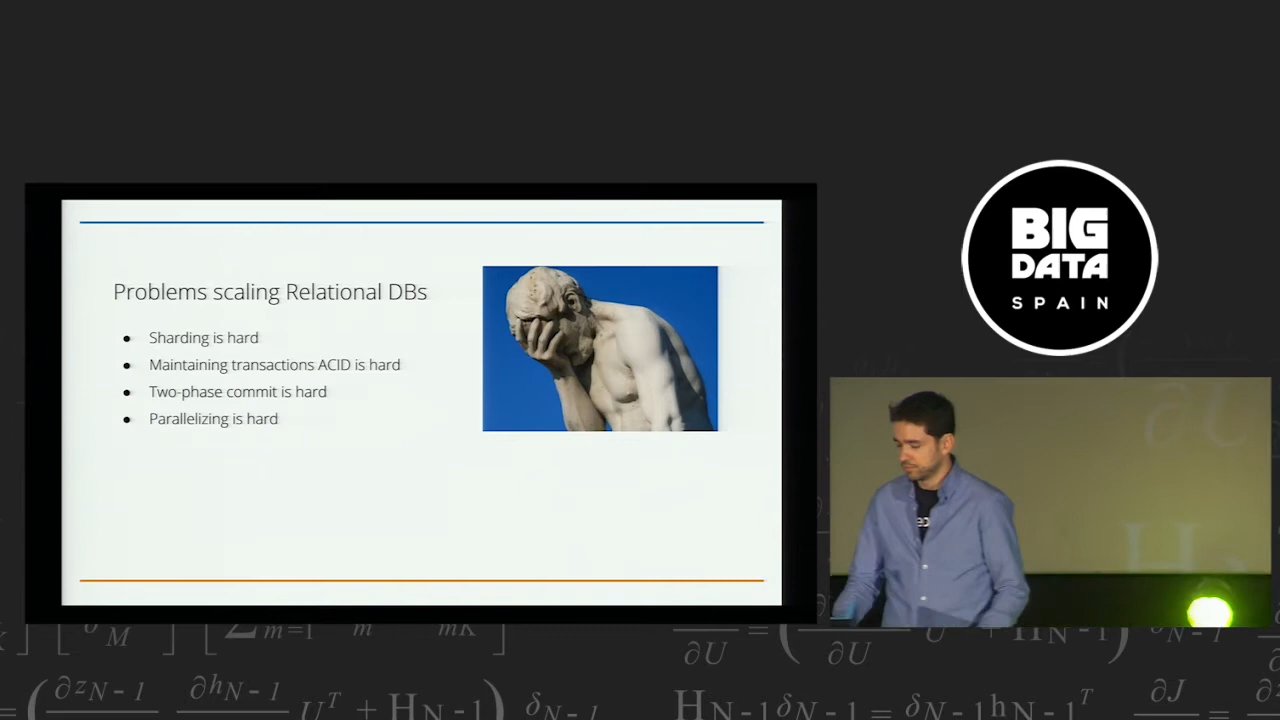 Problems scaling Relational DBs
● Sharding is hard
● Maintaining transactions ACID is hard
● Two-phase commit is hard
● Parallelizing is hard
BIG
DATA
SPAIN